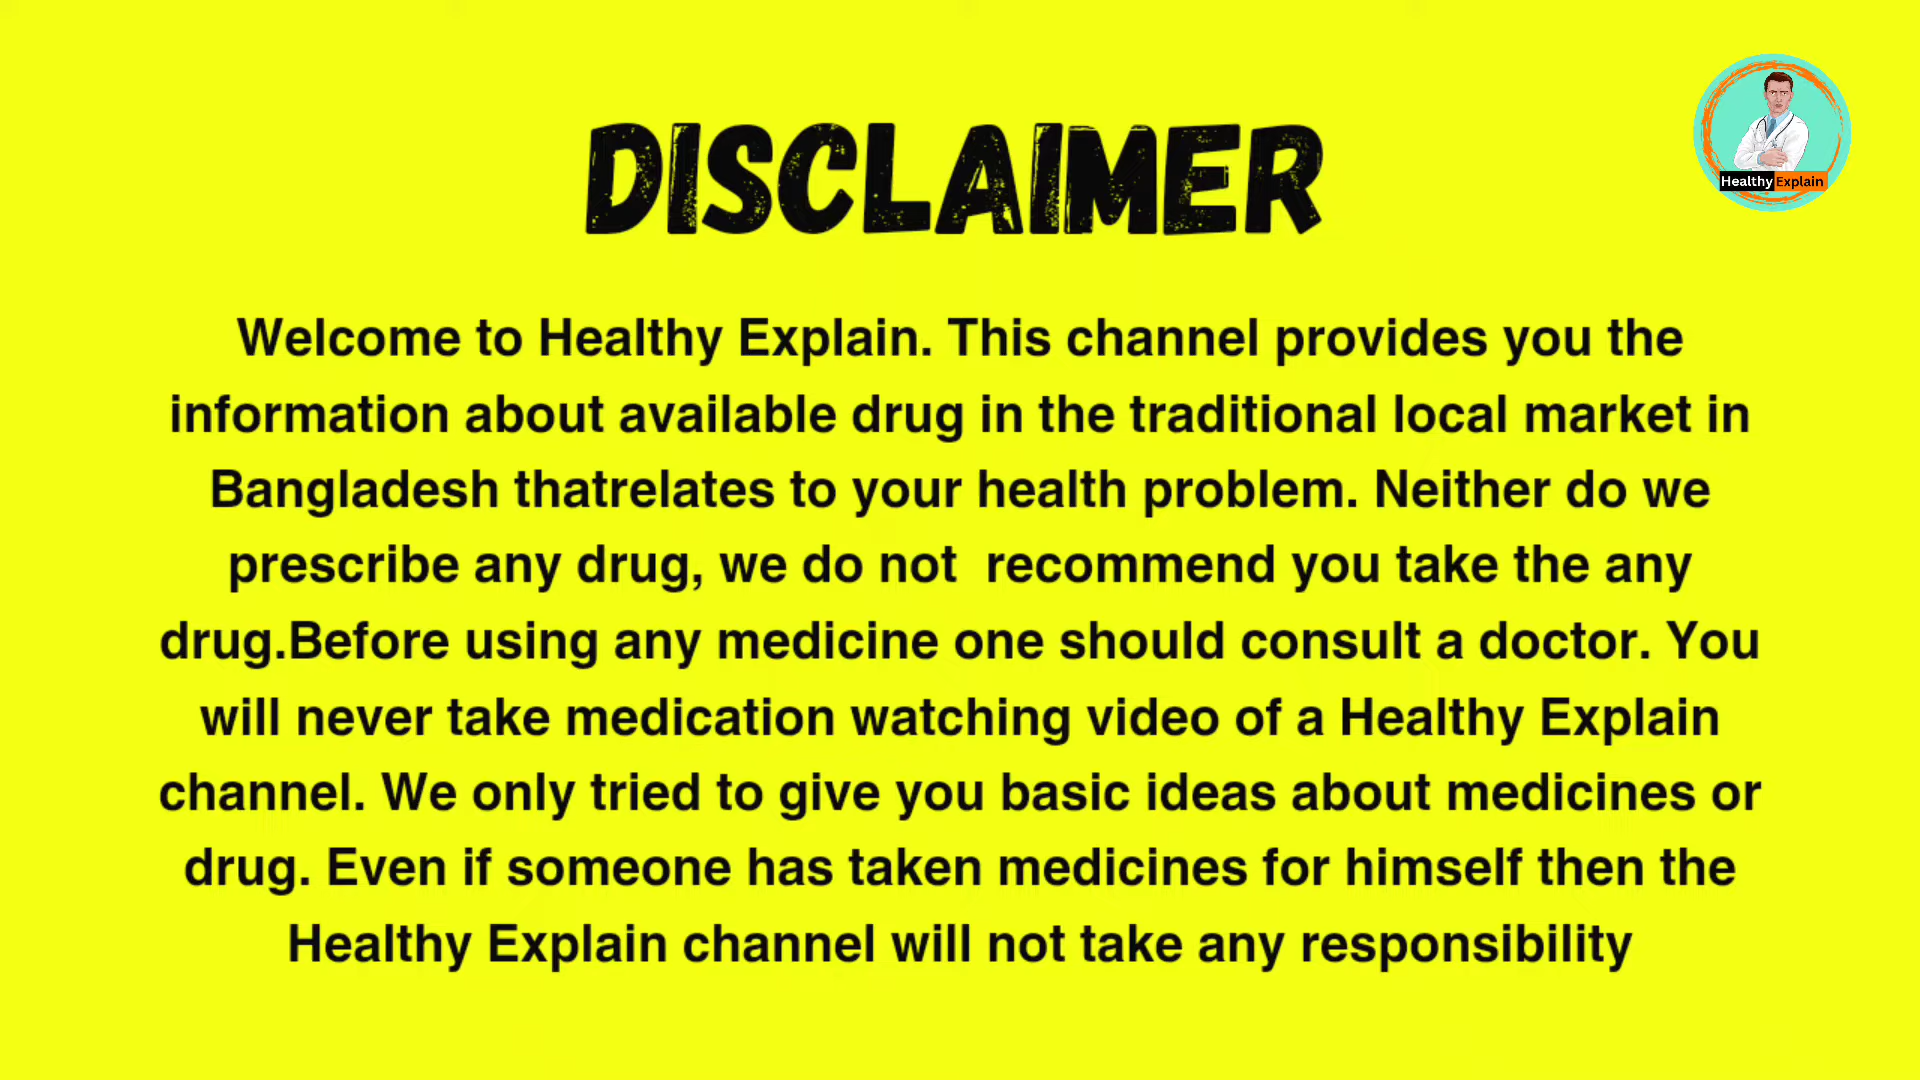 DISCLAIMER
Healthy Explain
Welcome to Healthy Explain. This channel provides you the
information about available drug in the traditional local market in
Bangladesh thatrelates to your health problem. Neither do we
prescribe any drug, we do not  recommend you take the any
drug.Before using any medicine one should consult a doctor. You
will never take medication watching video of a Healthy Explain
channel. We only tried to give you basic ideas about medicines or
drug. Even if someone has taken medicines for himself then the
Healthy Explain channel will not take any responsibility